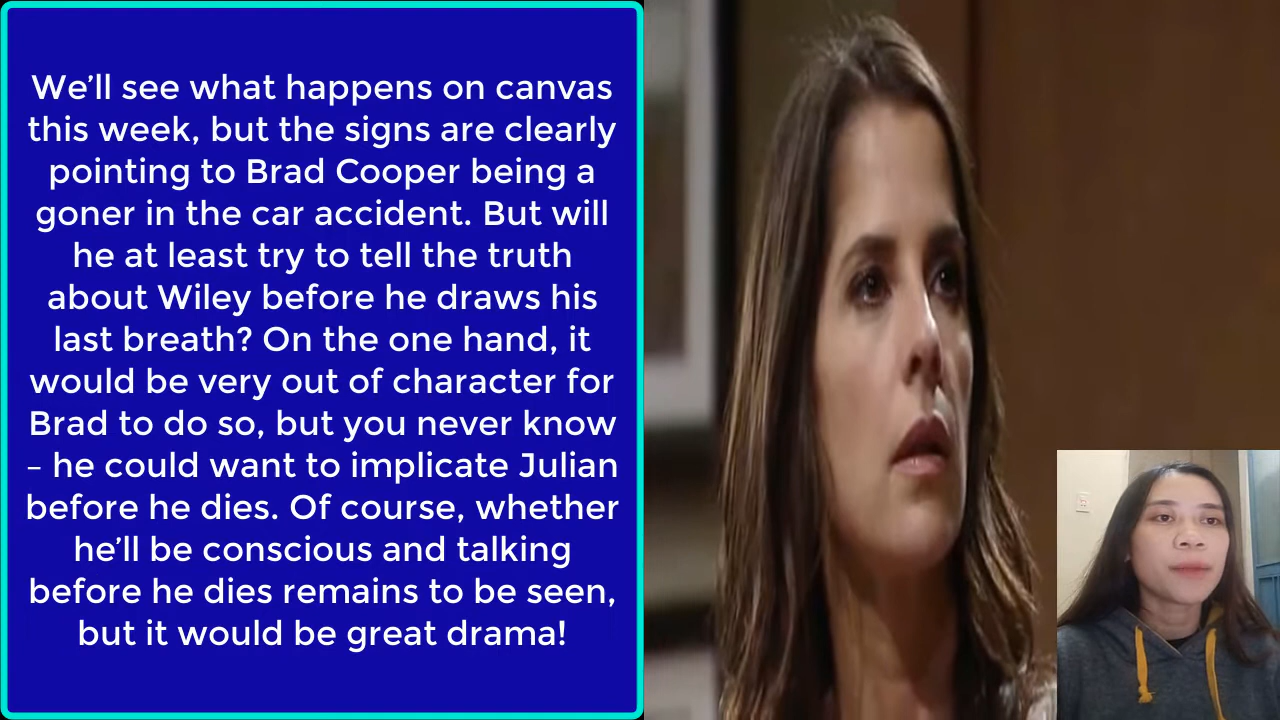 We’ll see what happens on canvas
this week, but the signs are clearly
pointing to Brad Cooper being a
goner in the car accident. But will
he at least try to tell the truth
about Wiley before he draws his
last breath? On the one hand, it
would be very out of character for
Brad to do so, but you never know
– he could want to implicate Julian
before he dies. Of course, whether
he’ll be conscious and talking
before he dies remains to be seen,
but it would be great drama!